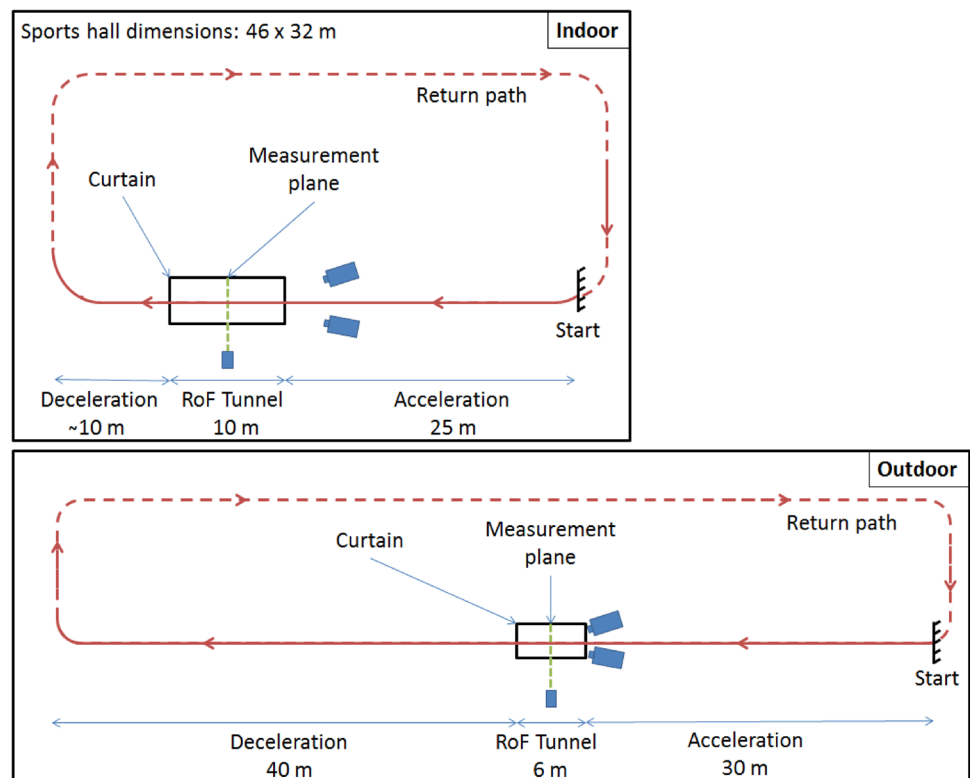 Sports hall dimensions: 46 x 32 m
Indoor
Return path
Measurement
plane
Curtain
Start
Deceleration
~10 m
RoF Tunnel
10 m
Acceleration
25 m
Outdoor
Return path
Measurement
plane
Curtain
Start
Deceleration
40 m
RoF Tunnel
6 m
Acceleration
30 m